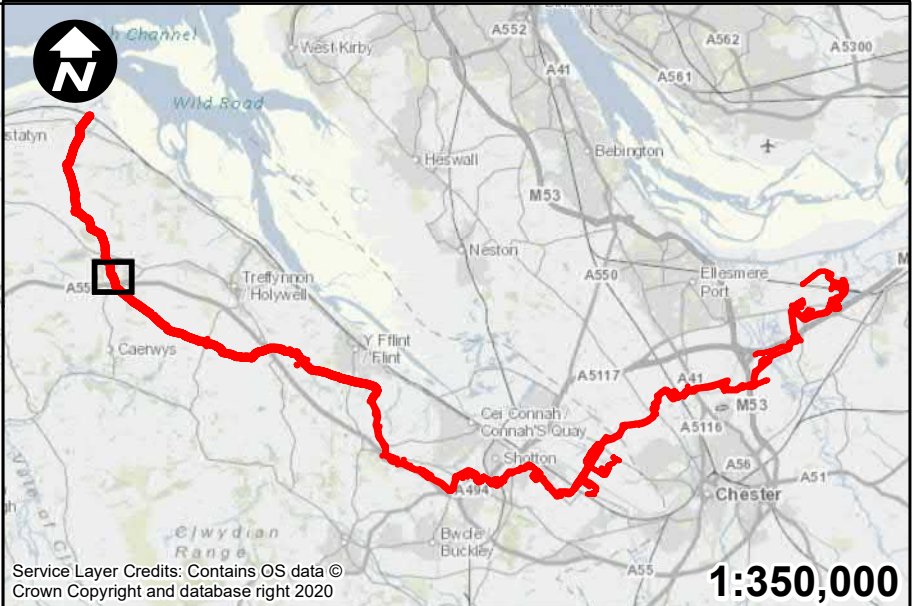 N
h Channel
West Kirby
A552
A562
A5300
A41
A561
Wild Road
statyn
Heswall
Bebington
M53
Neston
A550
Ellesmere
Port
A55
Treffynnon
Holywell
Caerwys
Y Fflint
Flint
A5117
A41
M53
Cei Connah
Connah'S Quay
A5116
Shotton
A56
A51
A494
Chester
Clwydian
Range
Bwcle
Buckley
A55
Service Layer Credits: Contains OS data ©
Crown Copyright and database right 2020
1:350,000